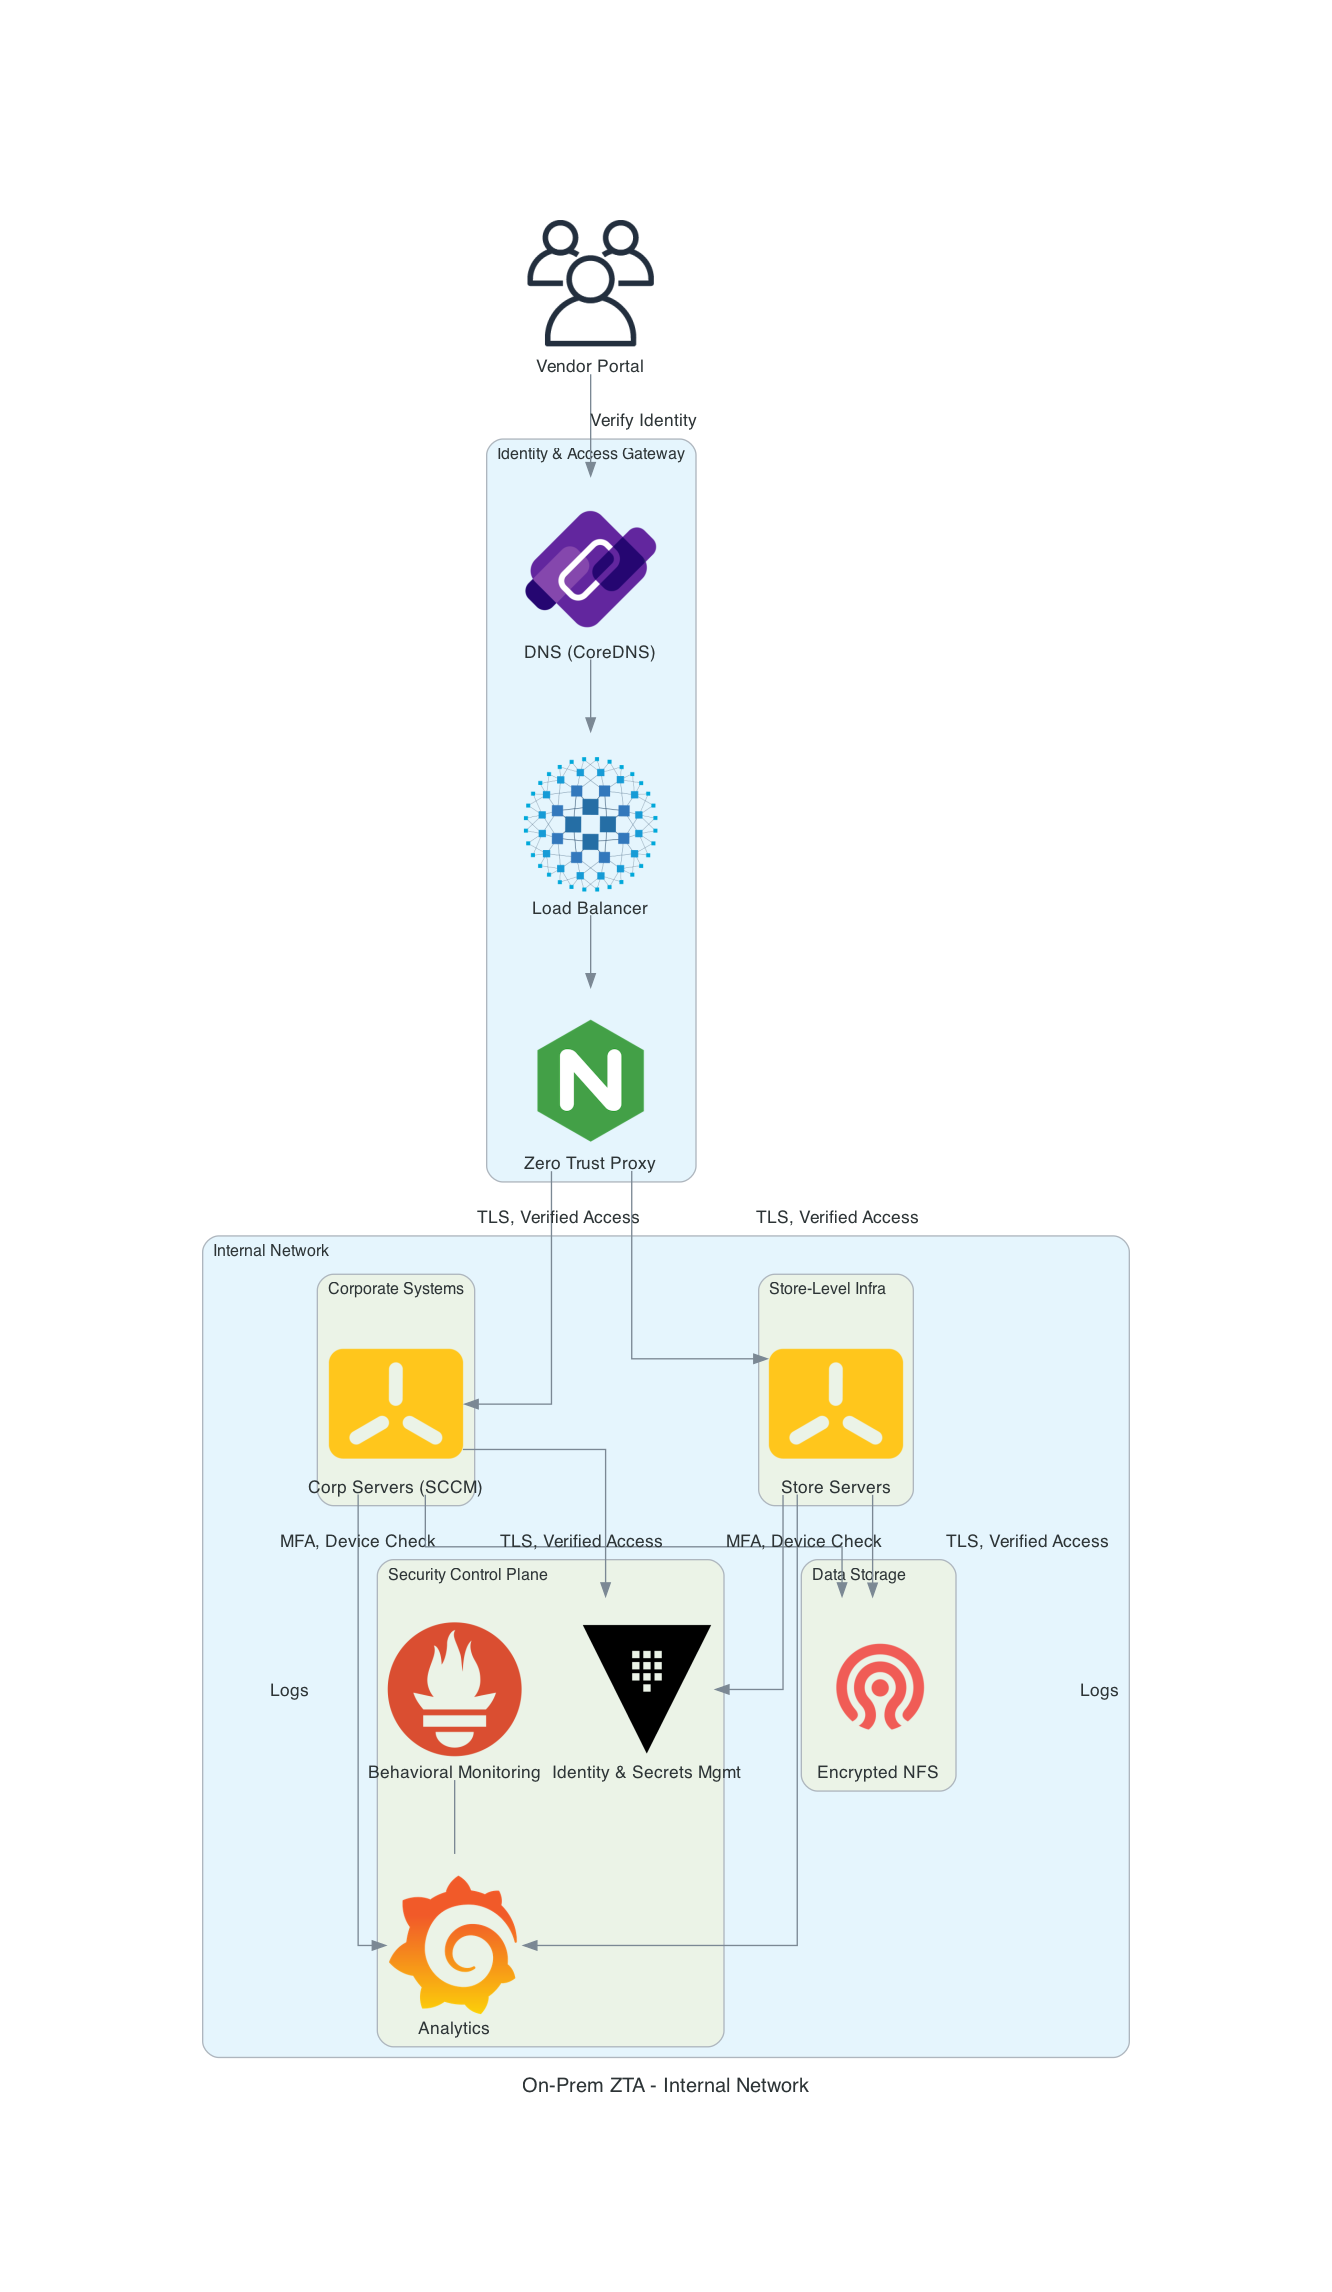 Vendor Portal
Verify Identity
Identity & Access Gateway
DNS (CoreDNS)
Load Balancer
N
Zero Trust Proxy
TLS, Verified Access
TLS, Verified Access
Internal Network
Corporate Systems
Store-Level Infra
Corp Servers (SCCM)
Store Servers
MFA, Device Check
TLS, Verified Access
MFA, Device Check
TLS, Verified Access
Security Control Plane
Data Storage
Logs
Logs
Behavioral Monitoring
Identity & Secrets Mgmt
Encrypted NFS
Analytics
On-Prem ZTA - Internal Network